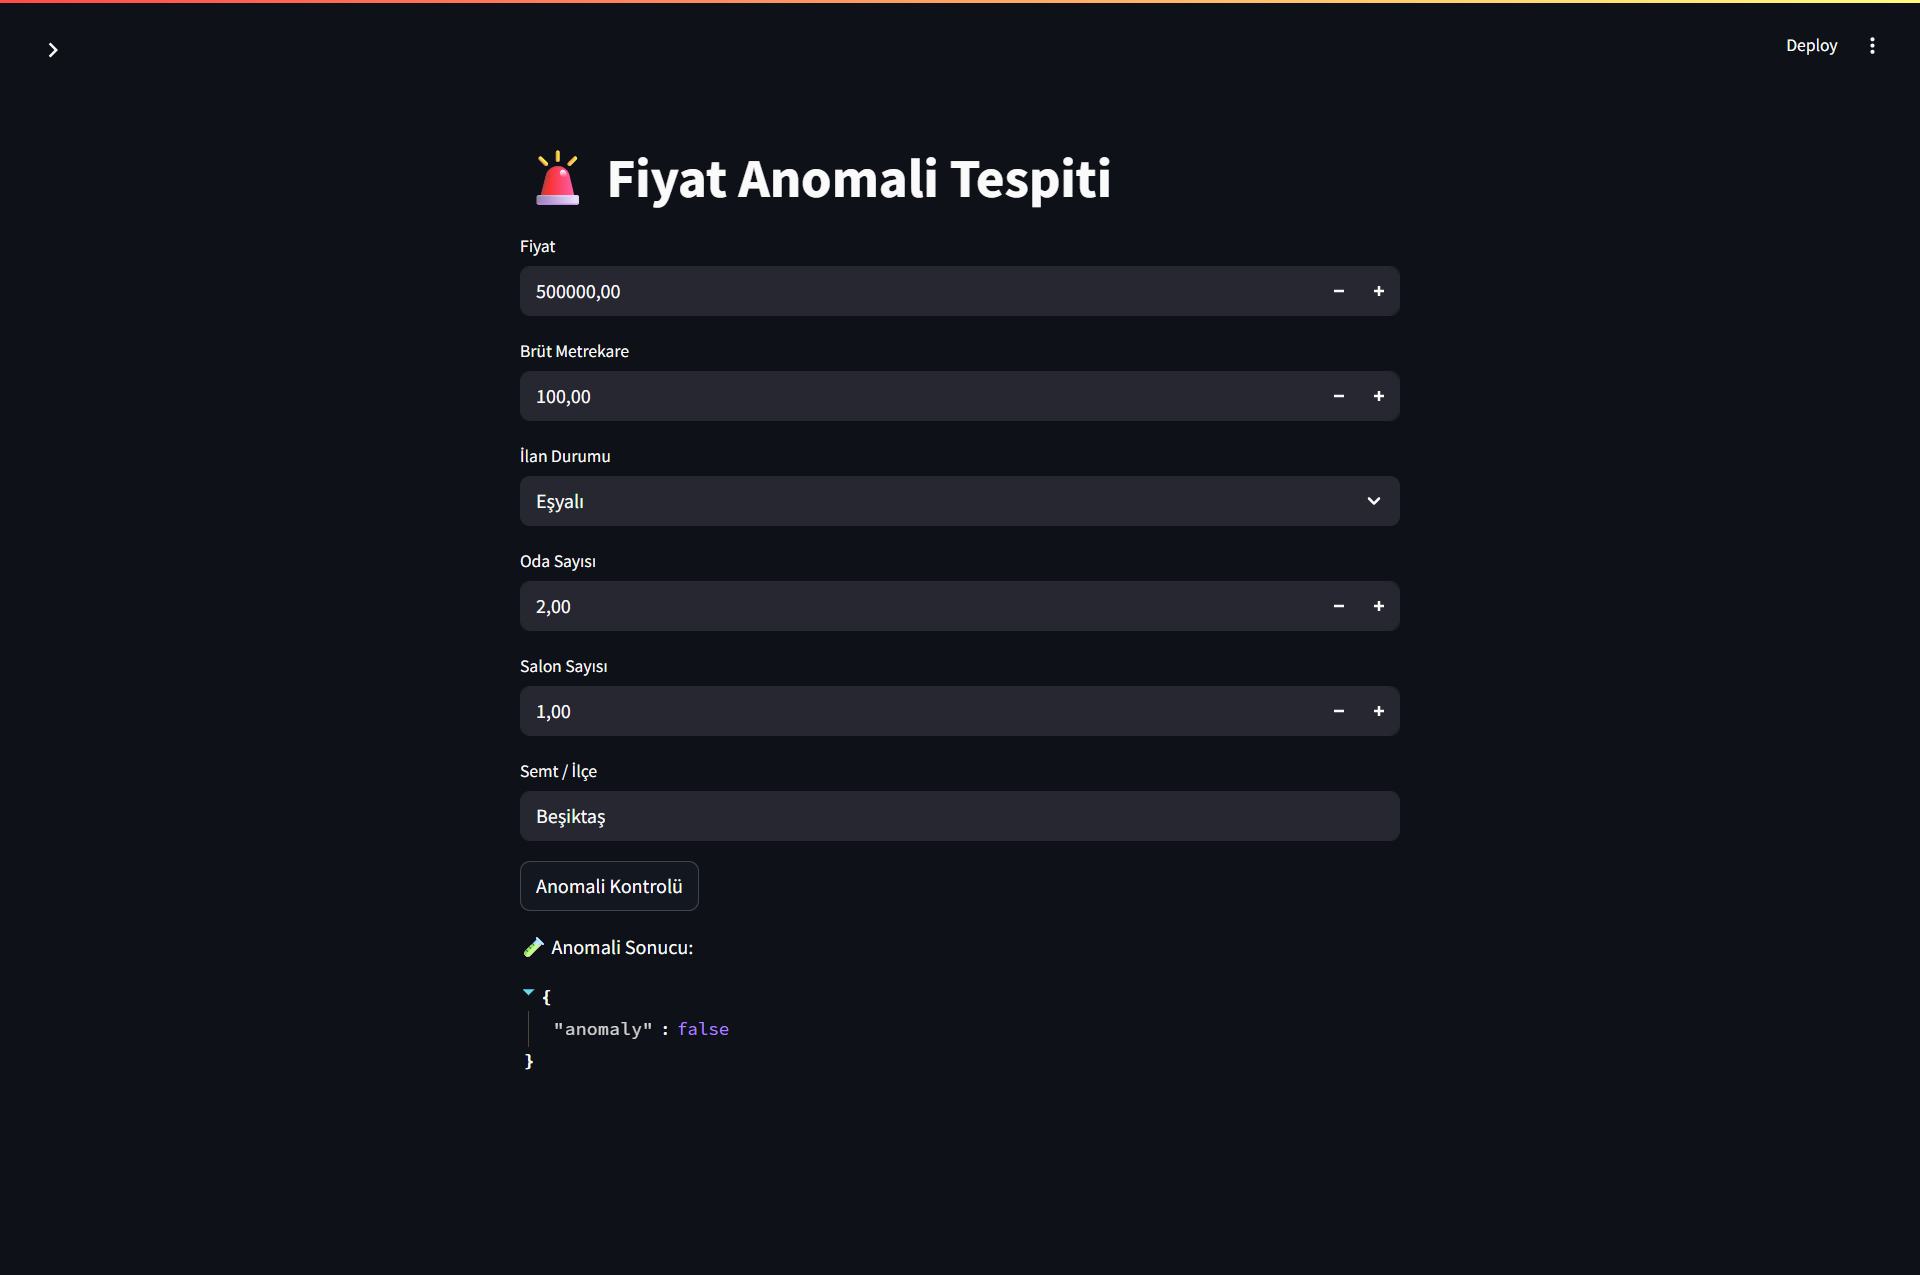 Deploy
Fiyat Anomali Tespiti
Fiyat
500000,00
Brüt Metrekare
100,00
İlan Durumu
Eşyalı
Oda Sayısı
2,00
Salon Sayısı
1,00
Semt / İlçe
Beşiktaş
Anomali Kontrolü
Anomali Sonucu:
{
"anomaly" : false
}